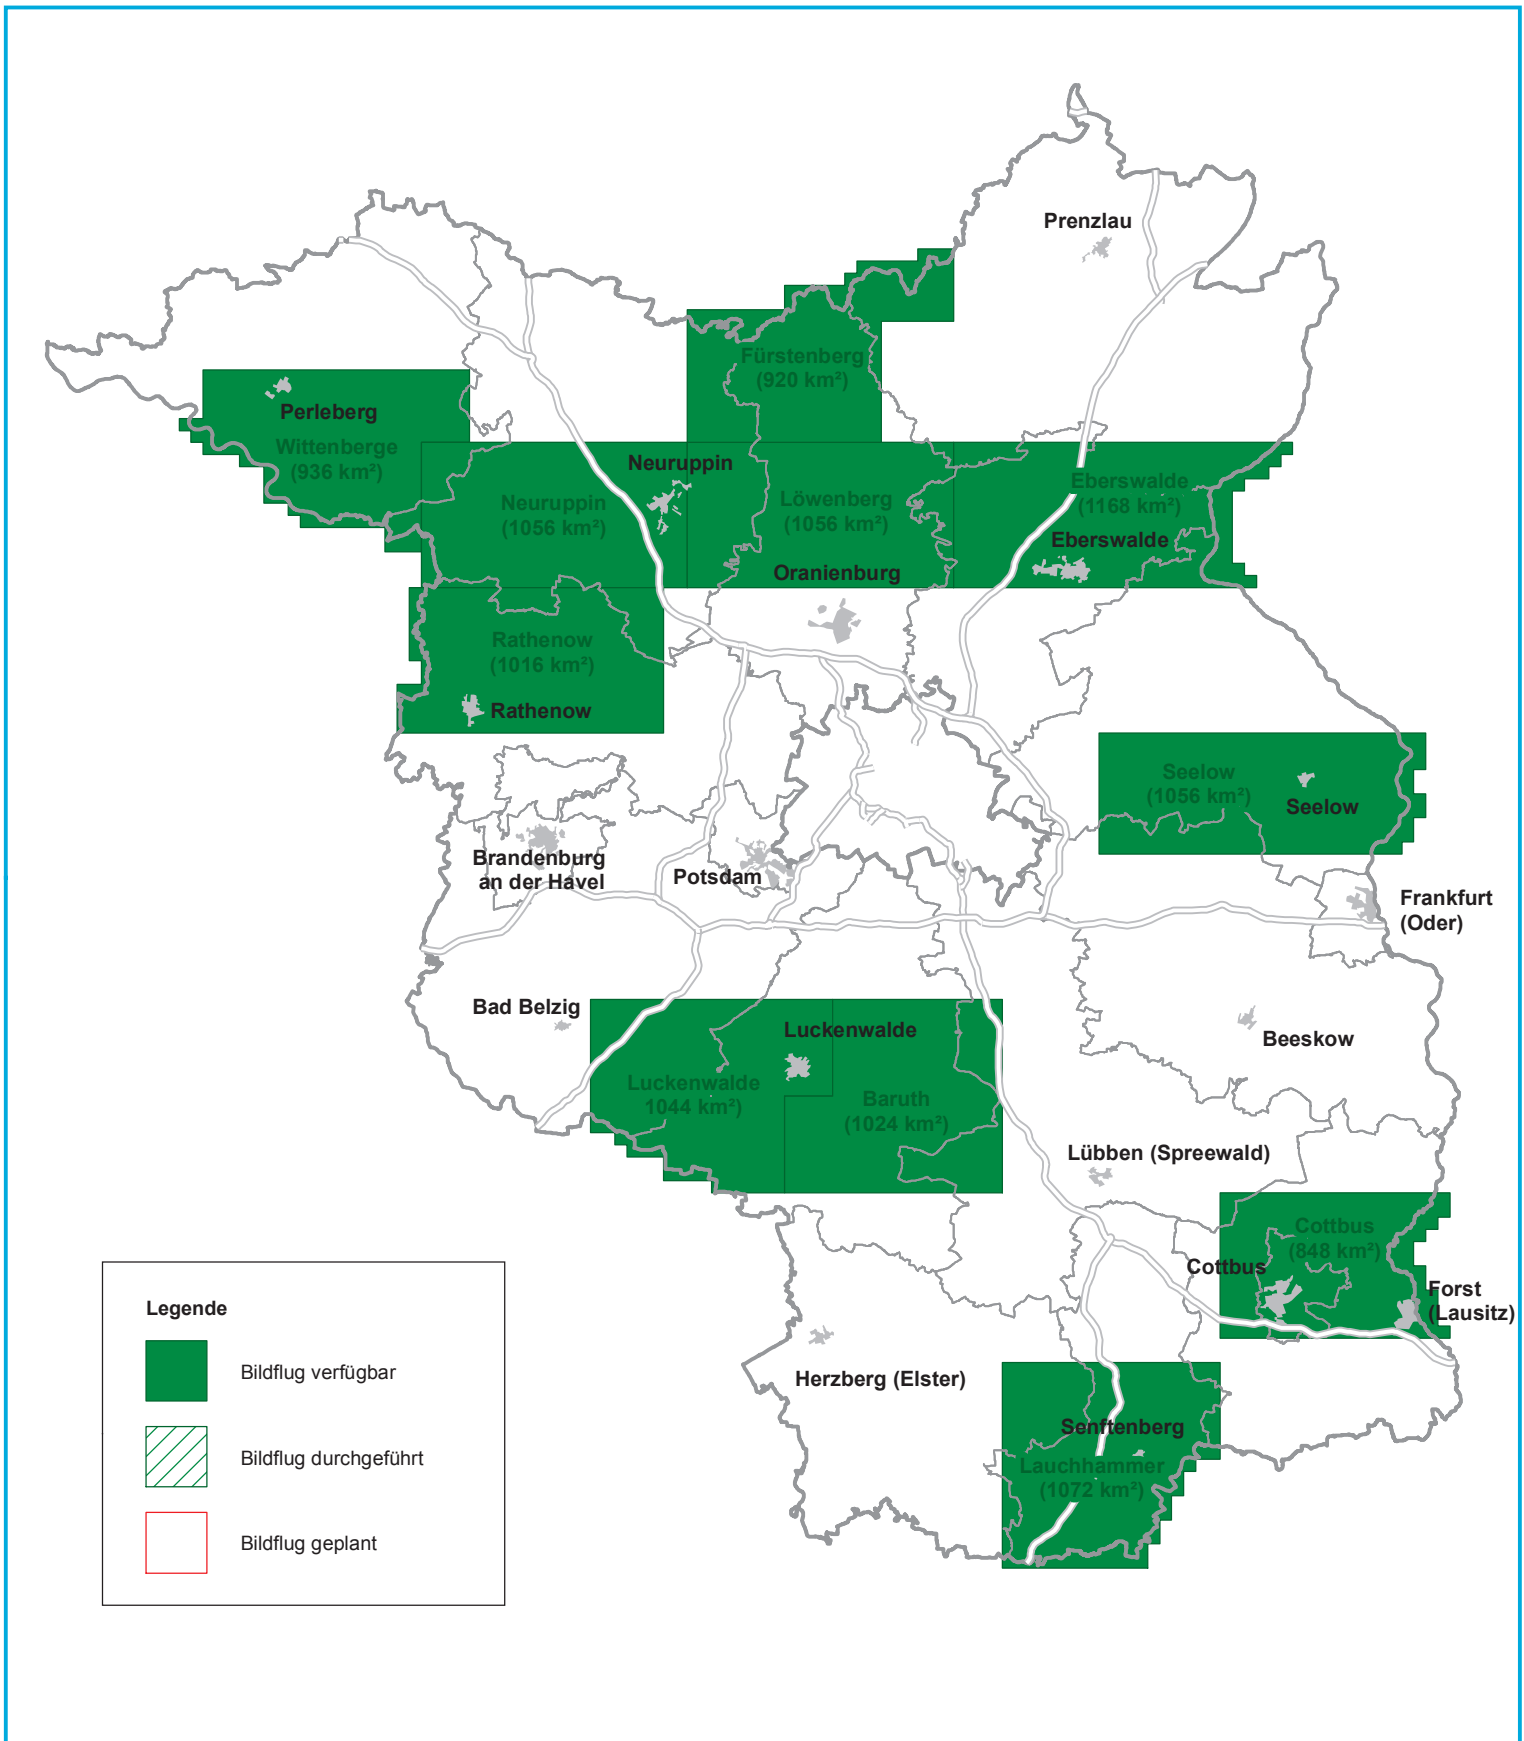 Prenzlau
Fürstenberg
(920 km²)
Perleberg
Wittenberge
(936 km²)
Neuruppin
Neuruppin
(1056 km²)
Löwenberg
(1056 km²)
Eberswalde
(1168 km²)
Eberswalde
Oranienburg
Rathenow
(1016 km²)
Rathenow
Seelow
(1056 km²)
Seelow
Brandenburg
an der Havel
Potsdam
Frankfurt
(Oder)
Bad Belzig
Luckenwalde
Beeskow
Luckenwalde
1044 km²)
Baruth
(1024 km²)
Lübben (Spreewald)
Cottbus
(848 km²)
Cottbus
Forst
(Lausitz)
Herzberg (Elster)
Senftenberg
Lauchhammer
(1072 km²)
Legende
Bildflug verfügbar
Bildflug durchgeführt
Bildflug geplant